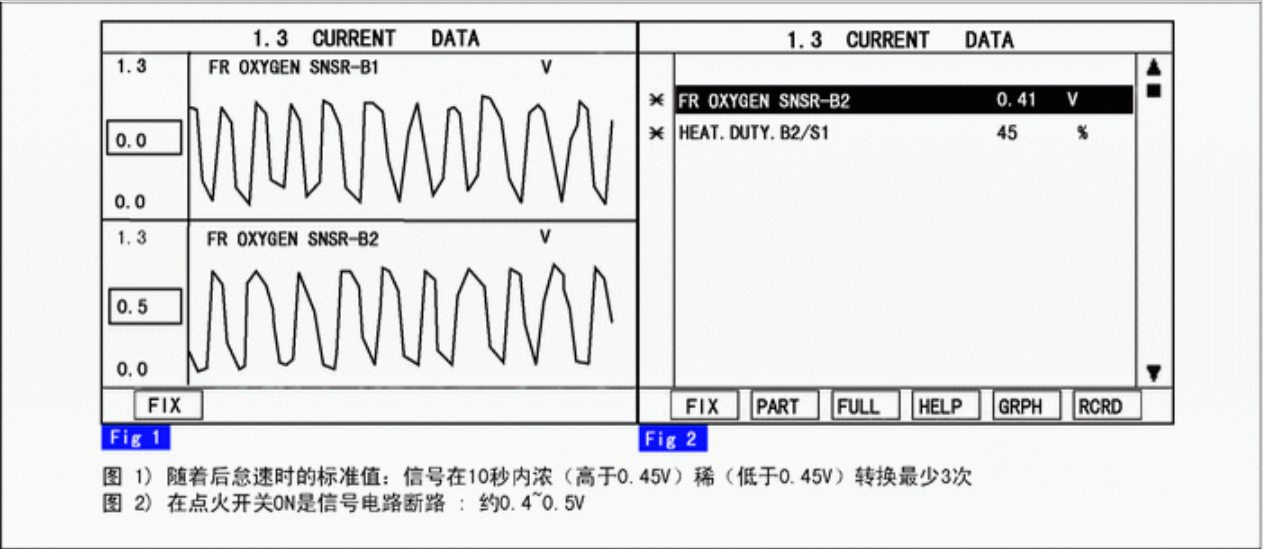 1.3 CURRENT DATA
1.3
FR OXYGEN SNSR-B1 V
0.0
0.0
1.3
FR OXYGEN SNSR-B2 V
0.5
0.0
FIX
Fig 1
1.3 CURRENT DATA
* FR OXYGEN SNSR-B2 0.41 V
* HEAT.DUTY.B2/S1 45 %
FIX PART FULL HELP GRPH RCRD
Fig 2
图 1) 随着后怠速时的标准值: 信号在10秒内浓 (高于0.45V) 稀 (低于0.45V) 转换最少3次
图 2) 在点火开关ON是信号电路断路 : 约0.4~0.5V